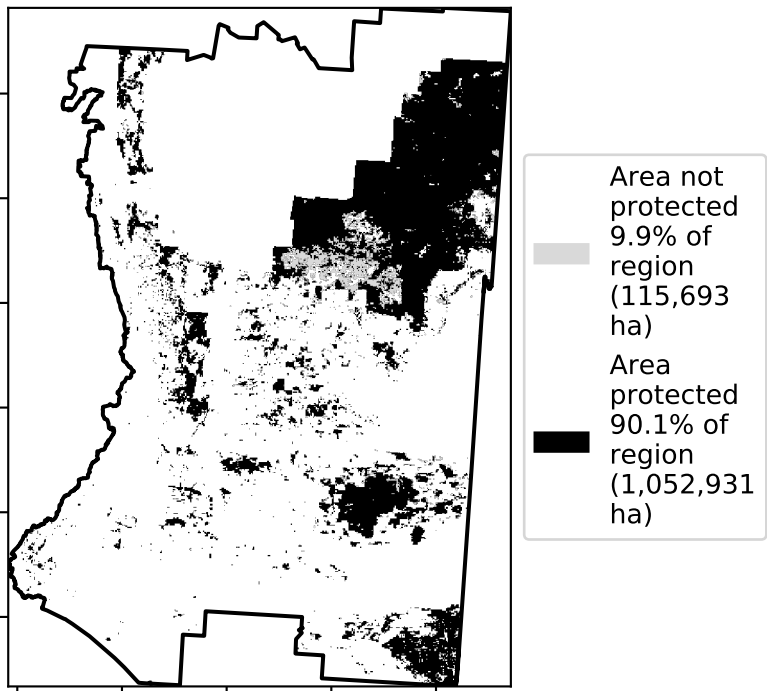 Area not
protected
9.9% of
region
(115,693
ha)
Area
protected
90.1% of
region
(1,052,931
ha)